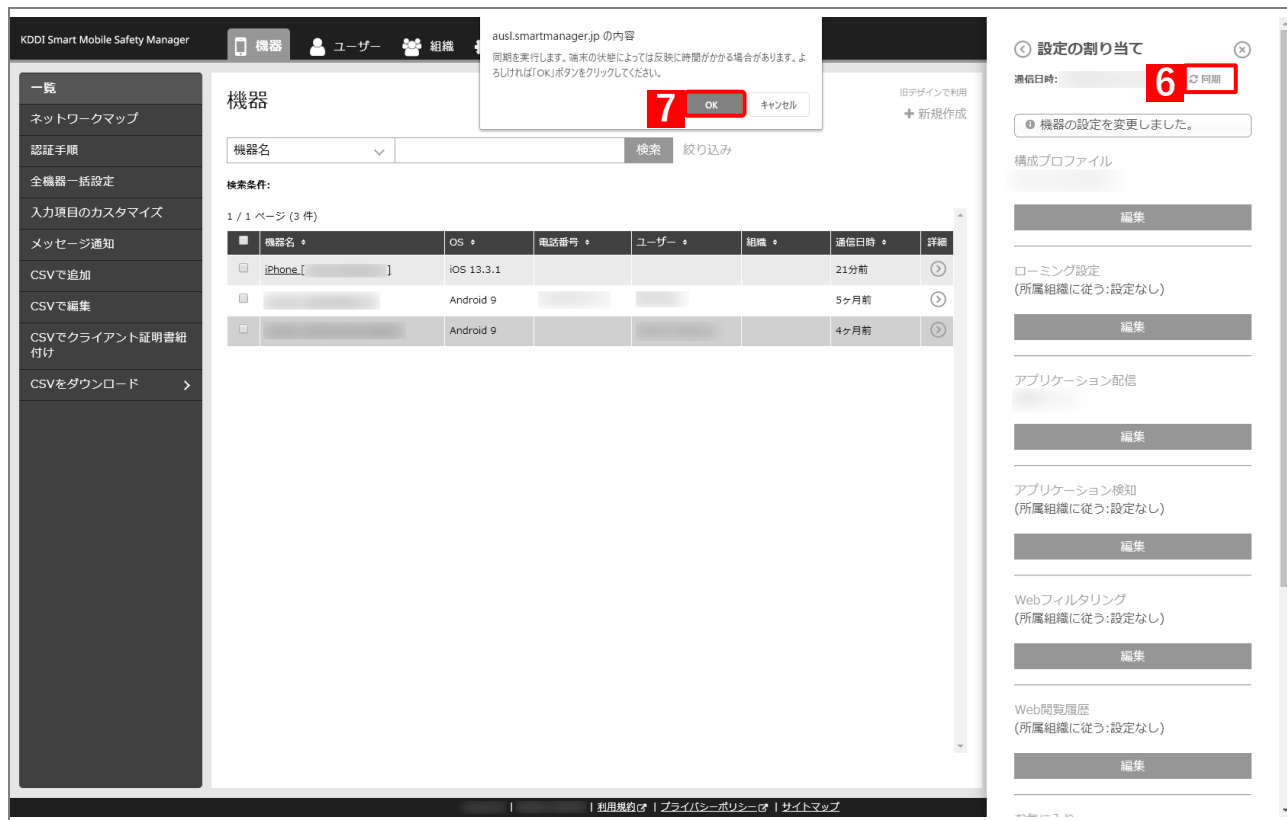 KDDI Smart Mobile Safety Manager
機器
ユーザー
組織
ausl.smartmanager.jp の内容
同期を実行します。端末の状態によっては反映に時間がかかる場合があります。よ
ろしければ「OK」ボタンをクリックしてください。
7
OK
キャンセル
一覧
ネットワークマップ
認証手順
全機器一括設定
入力項目のカスタマイズ
メッセージ通知
CSVで追加
CSVで編集
CSVでクライアント証明書紐
付け
CSVをダウンロード
機器
旧デザインで利用
新規作成
機器名
検索
絞り込み
検索条件:
1 / 1 ページ (3 件)
機器名 OS 電話番号 ユーザー 組織 通信日時 詳細
iPhone [ ] iOS 13.3.1 21分前
Android 9 5ヶ月前
Android 9 4ヶ月前
設定の割り当て
通信日時:
6
同期
機器の設定を変更しました。
構成プロファイル
編集
ローミング設定
(所属組織に従う:設定なし)
編集
アプリケーション配信
編集
アプリケーション検知
(所属組織に従う:設定なし)
編集
Webフィルタリング
(所属組織に従う:設定なし)
編集
Web閲覧履歴
(所属組織に従う:設定なし)
編集
| | 利用規約 | プライバシーポリシー | サイトマップ